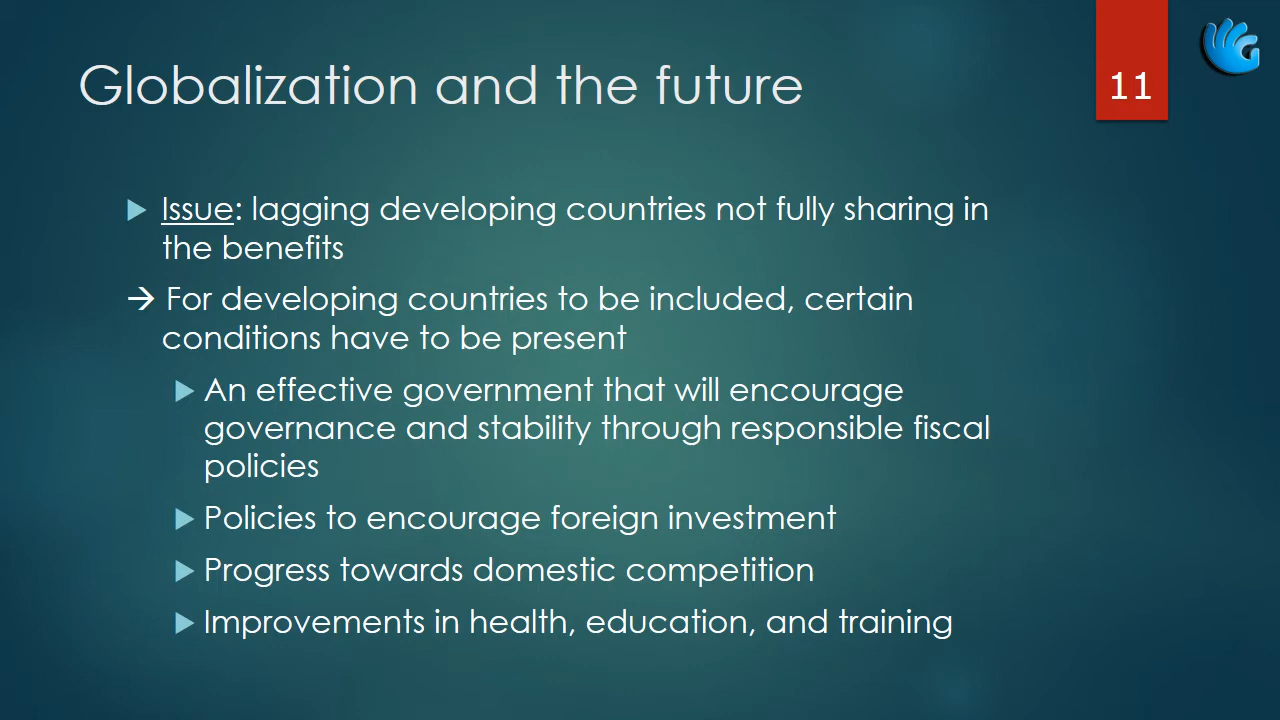 Globalization and the future
11
Issue: lagging developing countries not fully sharing in
the benefits
→ For developing countries to be included, certain
conditions have to be present
An effective government that will encourage
governance and stability through responsible fiscal
policies
Policies to encourage foreign investment
Progress towards domestic competition
Improvements in health, education, and training